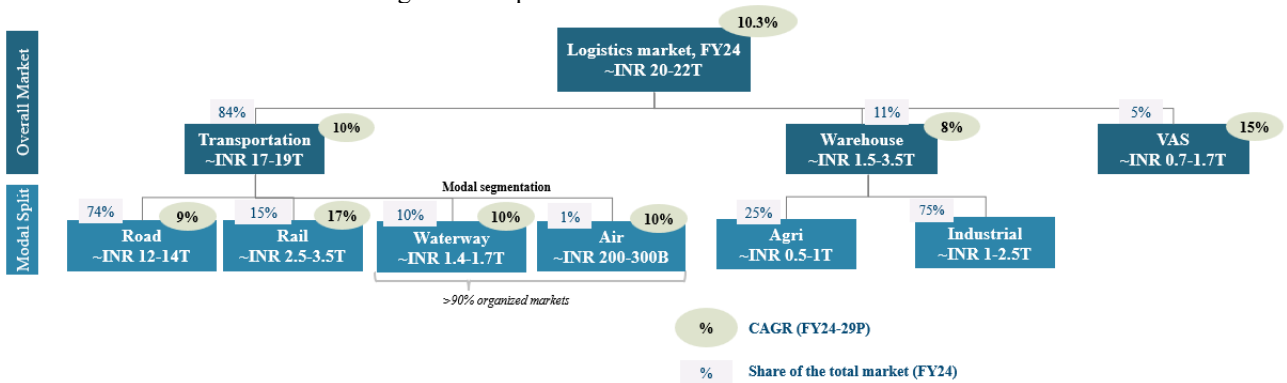 10.3%
Logistics market, FY24
~INR 20-22T
Overall Market
84%
Transportation
~INR 17-19T
10%
11%
Warehouse
~INR 1.5-3.5T
8%
5%
VAS
~INR 0.7-1.7T
15%
Modal segmentation
Modal Split
74%
Road
~INR 12-14T
9%
15%
Rail
~INR 2.5-3.5T
17%
10%
Waterway
~INR 1.4-1.7T
10%
1%
Air
~INR 200-300B
10%
25%
Agri
~INR 0.5-1T
75%
Industrial
~INR 1-2.5T
>90% organized markets
% CAGR (FY24-29P)
% Share of the total market (FY24)